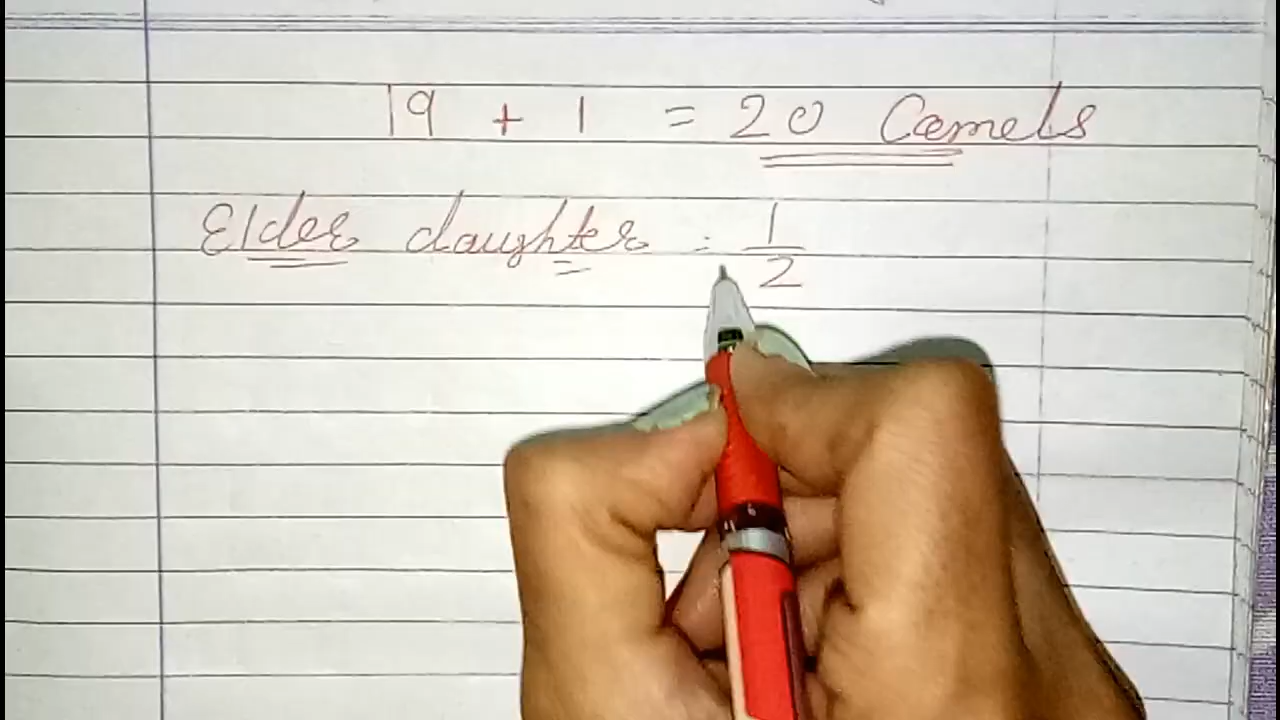 19 + 1 = 20 Camels
Elder daughter = 1/2